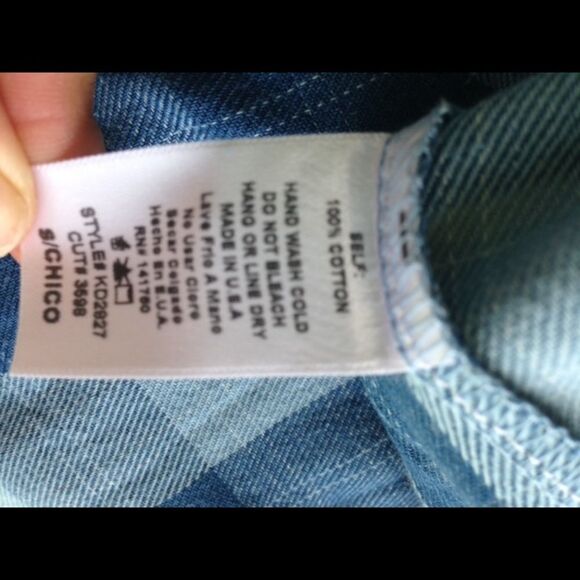 SELF:
100% COTTON
HAND WASH COLD
DO NOT BLEACH
HANG OR LINE DRY
MADE IN U.S.A
Lave Frio A Mano
No Usar Cloro
Secar Colgado
Hecho En E.U.A.
RN# 141780
STYLE# KD2827
CUT# 3698
S/CHICO